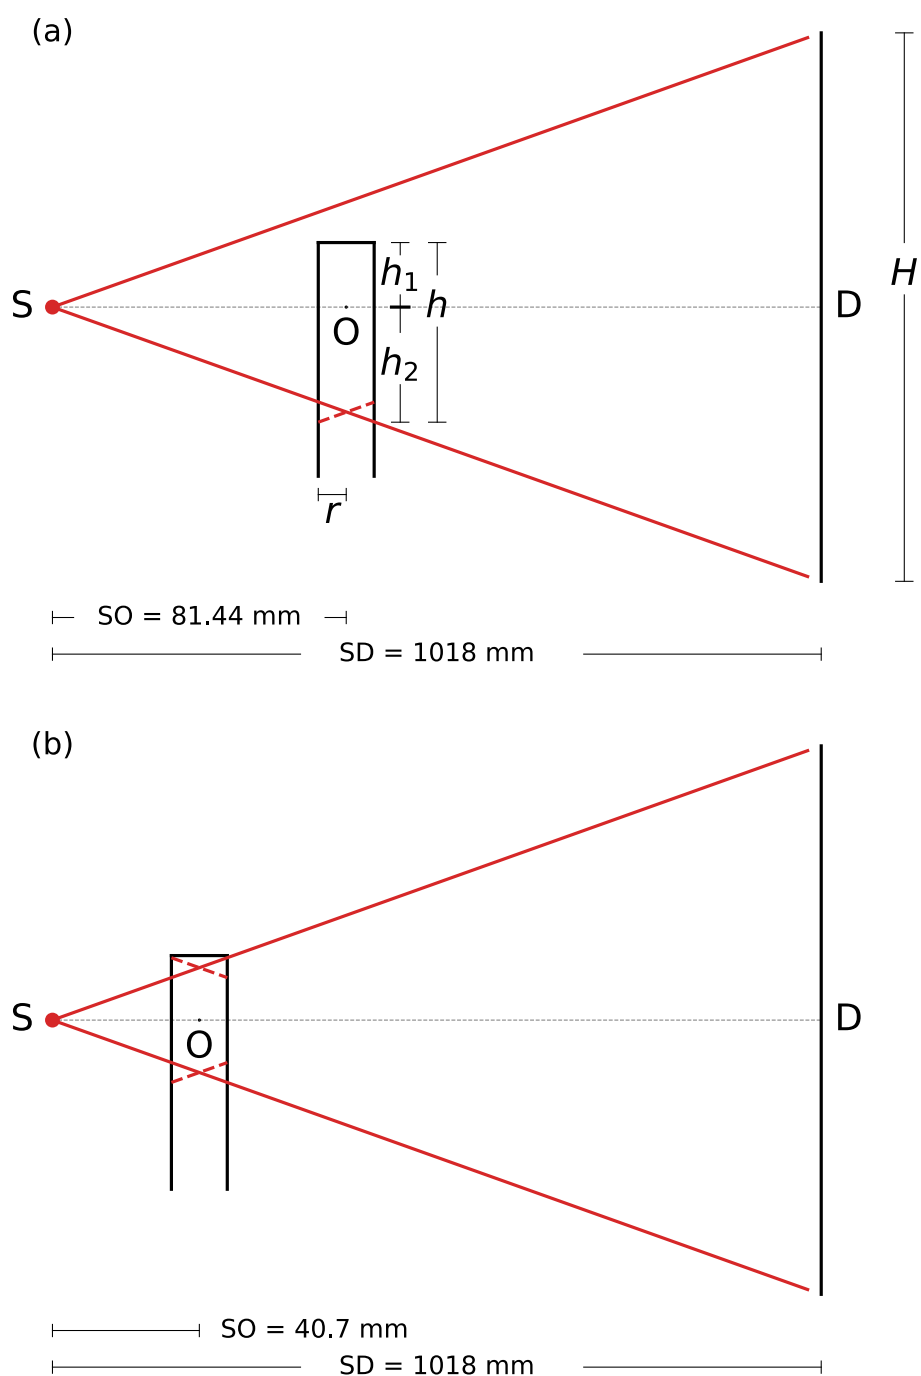 (a)
H
h₁
S
h
D
O
h₂
r
SO = 81.44 mm
SD = 1018 mm
(b)
S
D
O
SO = 40.7 mm
SD = 1018 mm